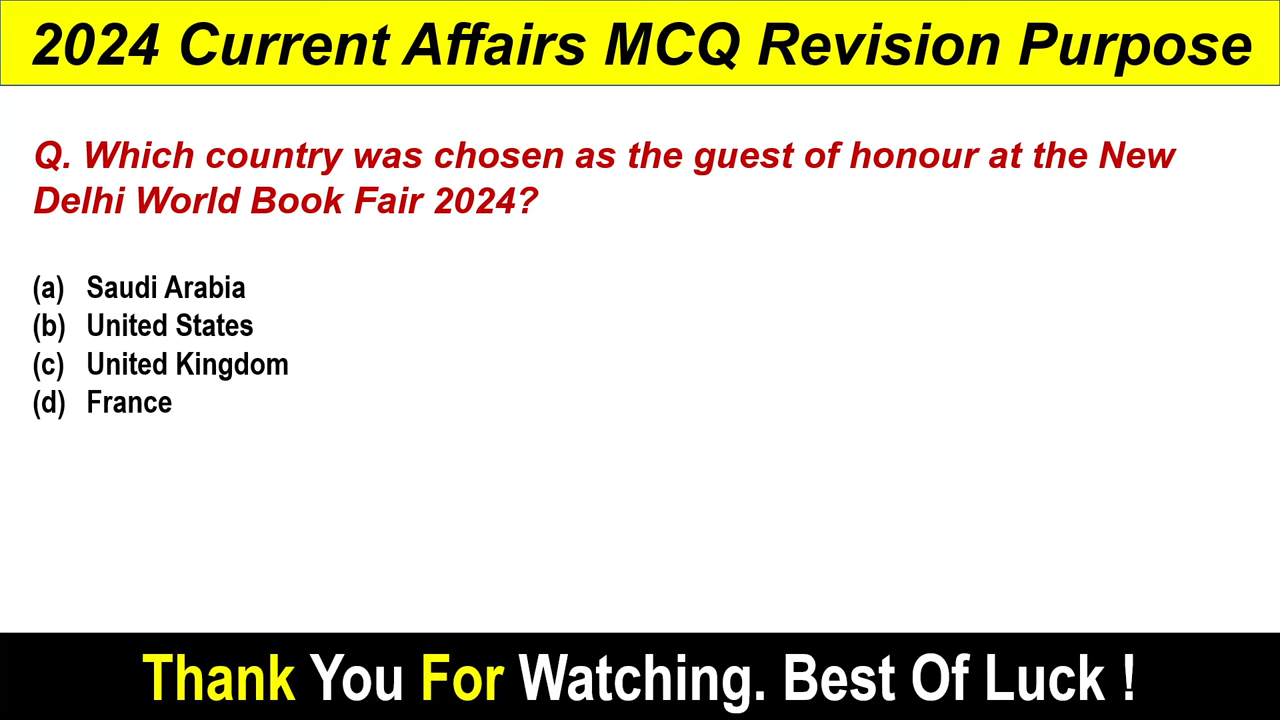 2024 Current Affairs MCQ Revision Purpose
Q. Which country was chosen as the guest of honour at the New
Delhi World Book Fair 2024?
(a) Saudi Arabia
(b) United States
(c) United Kingdom
(d) France
Thank You For Watching. Best Of Luck !